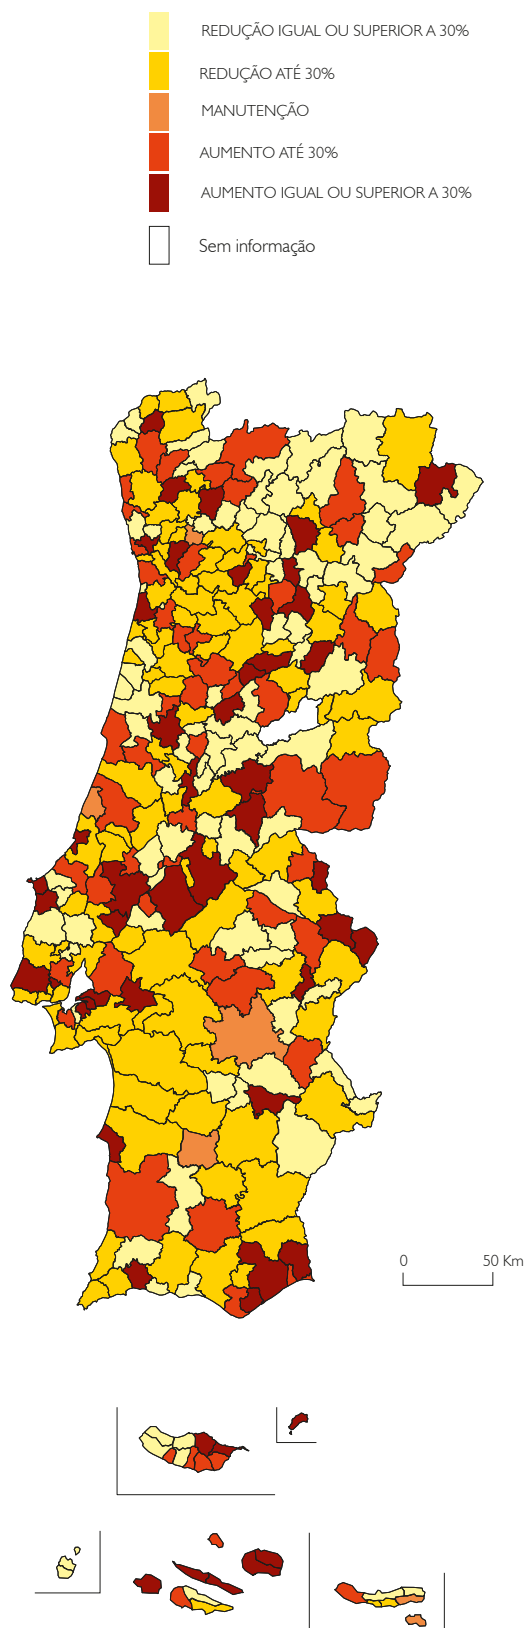 REDUÇÃO IGUAL OU SUPERIOR A 30%
REDUÇÃO ATÉ 30%
MANUTENÇÃO
AUMENTO ATÉ 30%
AUMENTO IGUAL OU SUPERIOR A 30%
Sem informação
0 50 Km